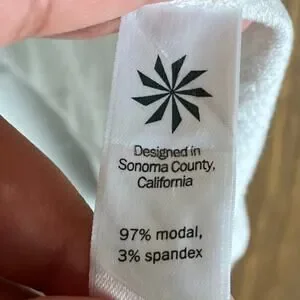 Designed in
Sonoma County,
California
97% modal,
3% spandex